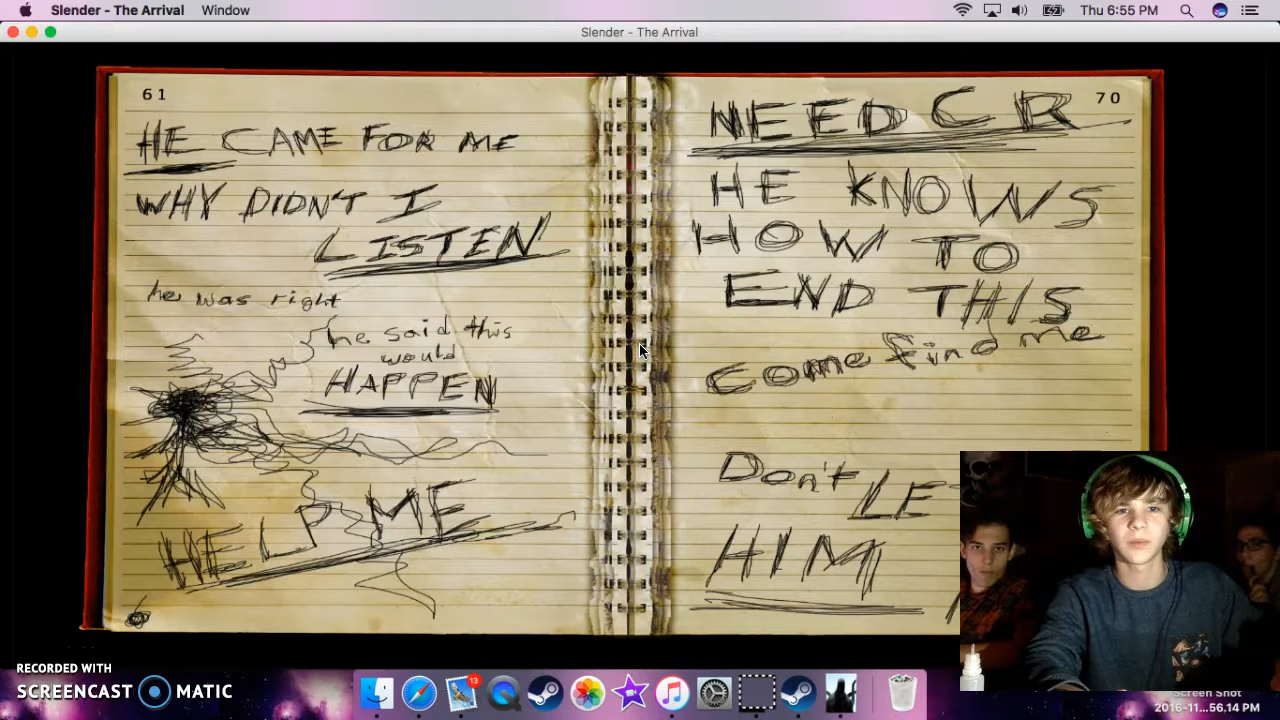 Slender - The Arrival Window Thu 6:55 PM
Slender - The Arrival
61
HE CAME FOR ME
WHY DIDN'T I
LISTEN
he was right
he said this
would
HAPPEN
HELP ME
70
NEED CR
HE KNOWS
HOW TO
END THIS
come find me
Don't LE
HIM
RECORDED WITH
SCREENCAST MATIC
13
Screen Shot
2016-11...56.14 PM